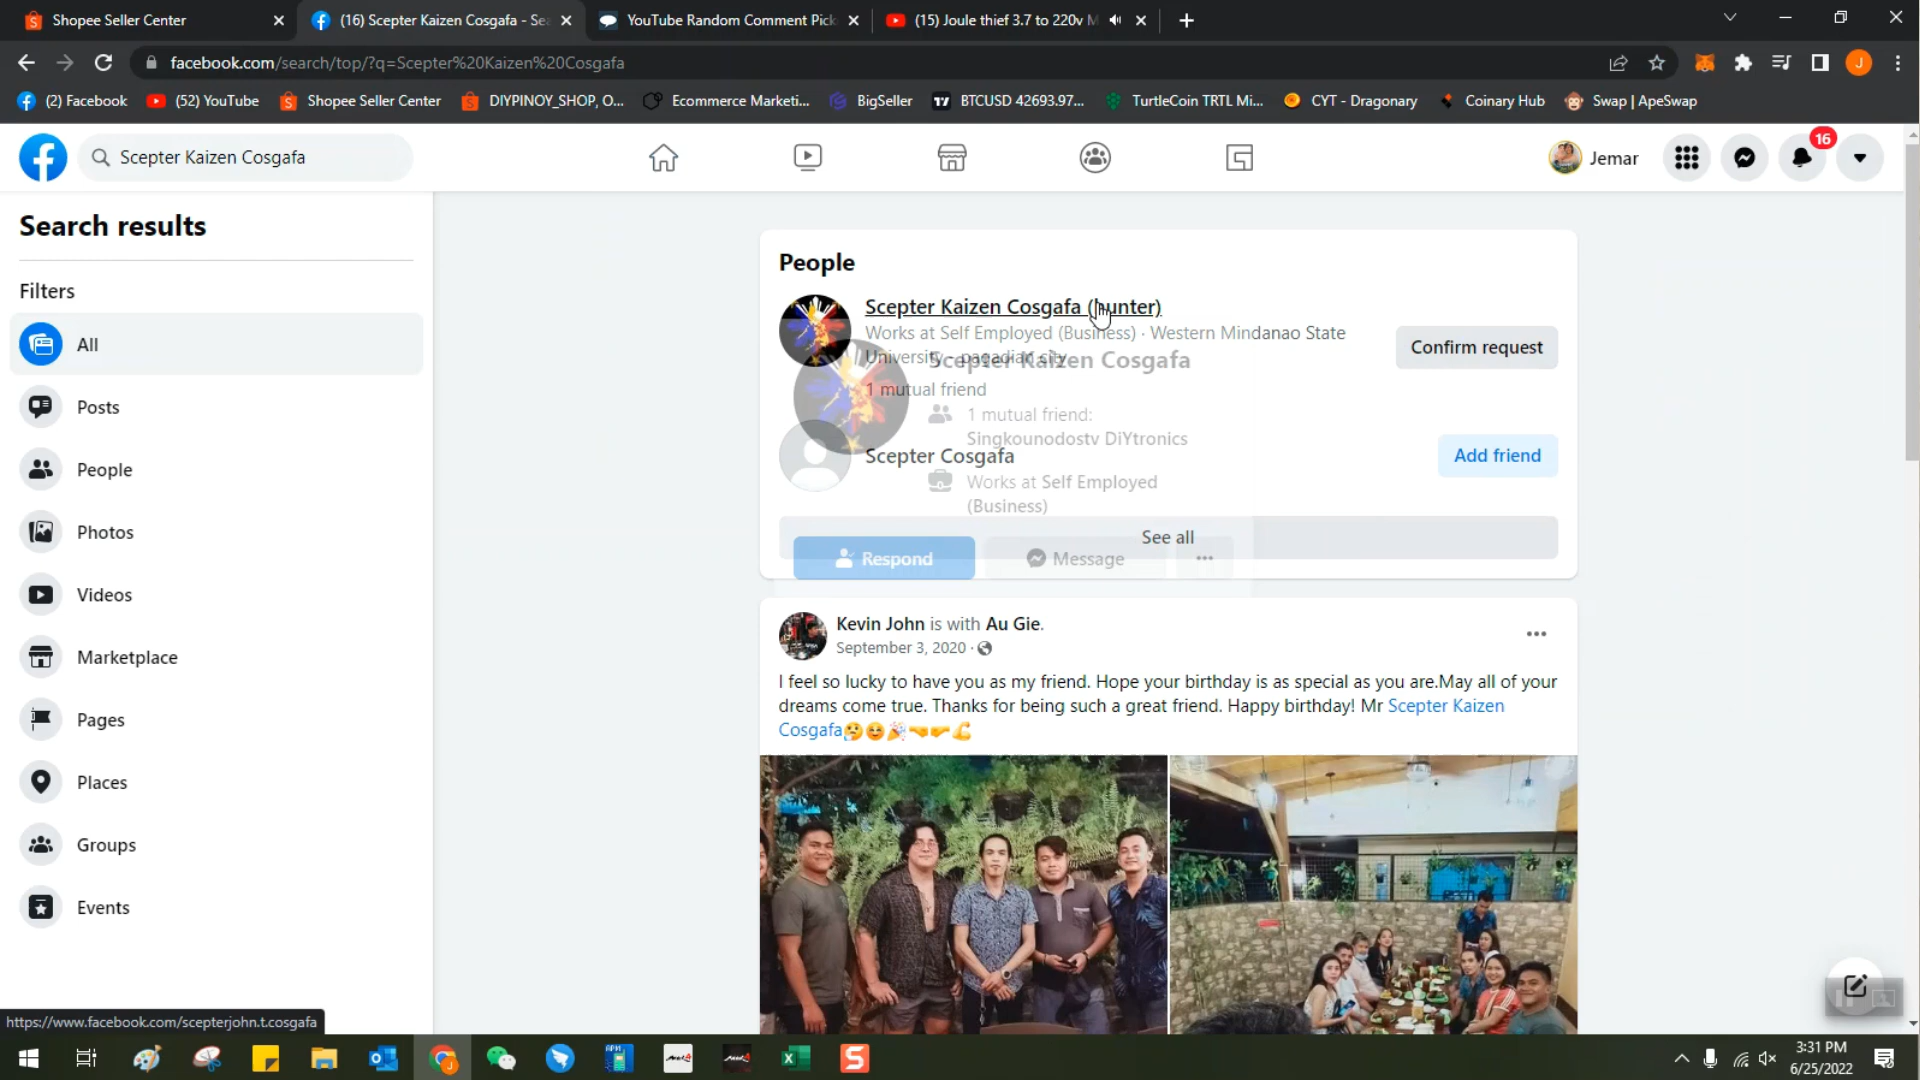 Shopee Seller Center
(16) Scepter Kaizen Cosgafa - Sea
YouTube Random Comment Pick
(15) Joule thief 3.7 to 220v M
facebook.com/search/top/?q=Scepter%20Kaizen%20Cosgafa
J
(2) Facebook
(52) YouTube
Shopee Seller Center
DIYPINOY_SHOP, O...
Ecommerce Marketi...
BigSeller
BTCUSD 42693.97...
TurtleCoin TRTL Mi...
CYT - Dragonary
Coinary Hub
Swap | ApeSwap
Scepter Kaizen Cosgafa
Jemar
16
Search results
Filters
All
Posts
People
Photos
Videos
Marketplace
Pages
Places
Groups
Events
People
Scepter Kaizen Cosgafa (hunter)
Works at Self Employed (Business) · Western Mindanao State
University - pagadian city
1 mutual friend
Confirm request
Scepter Kaizen Cosgafa
1 mutual friend:
Singkounodostv DiYtronics
Scepter Cosgafa
Add friend
Works at Self Employed
(Business)
See all
Respond
Message
Kevin John is with Au Gie.
September 3, 2020 ·
I feel so lucky to have you as my friend. Hope your birthday is as special as you are.May all of your
dreams come true. Thanks for being such a great friend. Happy birthday! Mr Scepter Kaizen
Cosgafa🥰☺️🎉🤜🤛💪
https://www.facebook.com/scepterjohn.t.cosgafa
3:31 PM
6/25/2022